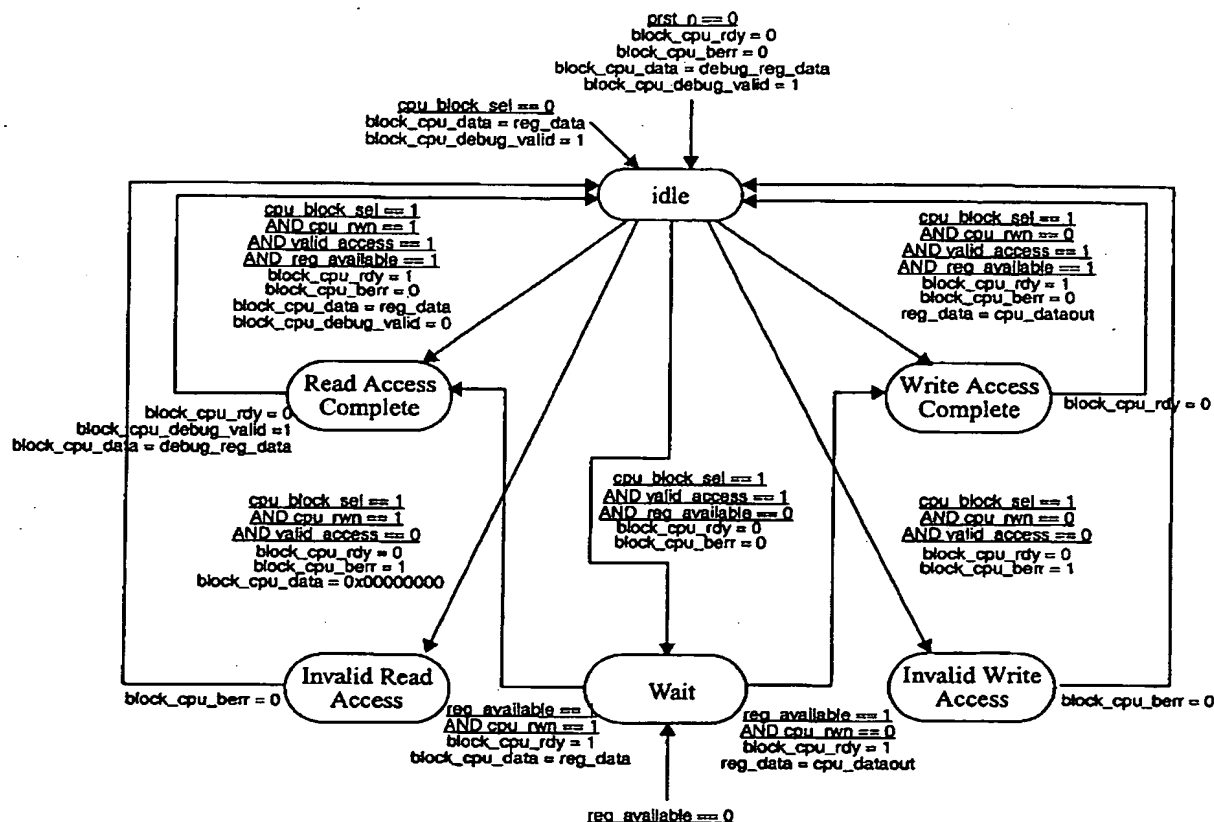 prst_n == 0
block_cpu_rdy = 0
block_cpu_berr = 0
block_cpu_data = debug_reg_data
block_cpu_debug_valid = 1
cpu_block_sel == 0
block_cpu_data = reg_data
block_cpu_debug_valid = 1
idle
cpu_block_sel == 1
AND cpu_rwn == 1
AND valid_access == 1
AND reg_available == 1
block_cpu_rdy = 1
block_cpu_berr = 0
block_cpu_data = reg_data
block_cpu_debug_valid = 0
cpu_block_sel == 1
AND cpu_rwn == 0
AND valid_access == 1
AND reg_available == 1
block_cpu_rdy = 1
block_cpu_berr = 0
reg_data = cpu_dataout
Read Access
Complete
Write Access
Complete
block_cpu_rdy = 0
block_cpu_debug_valid =1
block_cpu_data = debug_reg_data
block_cpu_rdy = 0
cpu_block_sel == 1
AND cpu_rwn == 1
AND valid_access == 0
block_cpu_rdy = 0
block_cpu_berr = 1
block_cpu_data = 0x00000000
cpu_block_sel == 1
AND valid_access == 1
AND reg_available == 0
block_cpu_rdy = 0
block_cpu_berr = 0
cpu_block_sel == 1
AND cpu_rwn == 0
AND valid_access == 0
block_cpu_rdy = 0
block_cpu_berr = 1
Invalid Read
Access
Wait
Invalid Write
Access
block_cpu_berr = 0
block_cpu_berr = 0
reg_available == 1
AND cpu_rwn == 1
block_cpu_rdy = 1
block_cpu_data = reg_data
reg_available == 1
AND cpu_rwn == 0
block_cpu_rdy = 1
reg_data = cpu_dataout
reg_available == 0